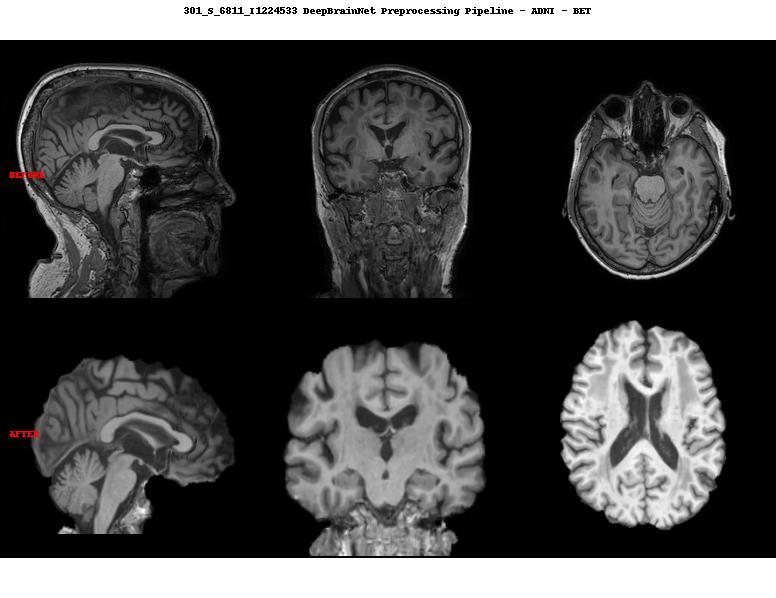 301_S_6811_I1224533 DeepBrainNet Preprocessing Pipeline - ADNI - BET
BEFORE
AFTER